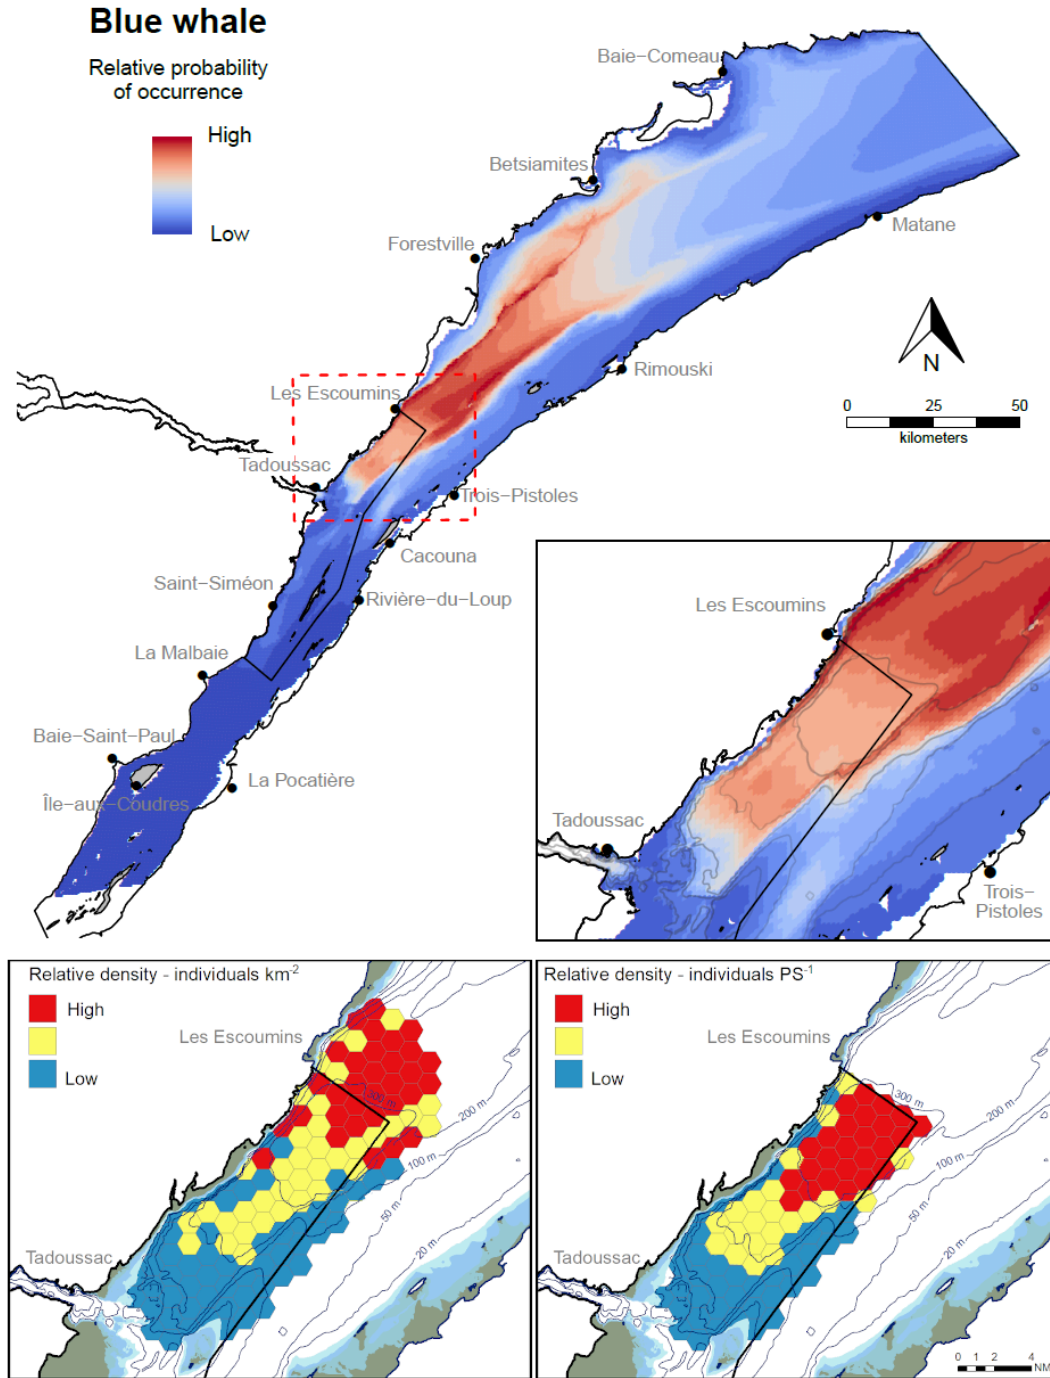 Blue whale
Relative probability
of occurrence
High
Low
Baie-Comeau
Betsiamites
Forestville
Matane
N
Rimouski
0 25 50
kilometers
Les Escoumins
Tadoussac
Trois-Pistoles
Cacouna
Saint-Siméon
Rivière-du-Loup
La Malbaie
Baie-Saint-Paul
La Pocatière
Île-aux-Coudres
Les Escoumins
Tadoussac
Trois-
Pistoles
Relative density - individuals km-2
High
Low
Les Escoumins
300 m
200 m
100 m
50 m
20 m
Tadoussac
Relative density - individuals PS-1
High
Low
Les Escoumins
300 m
200 m
100 m
50 m
20 m
Tadoussac
0 1 2 4
NM